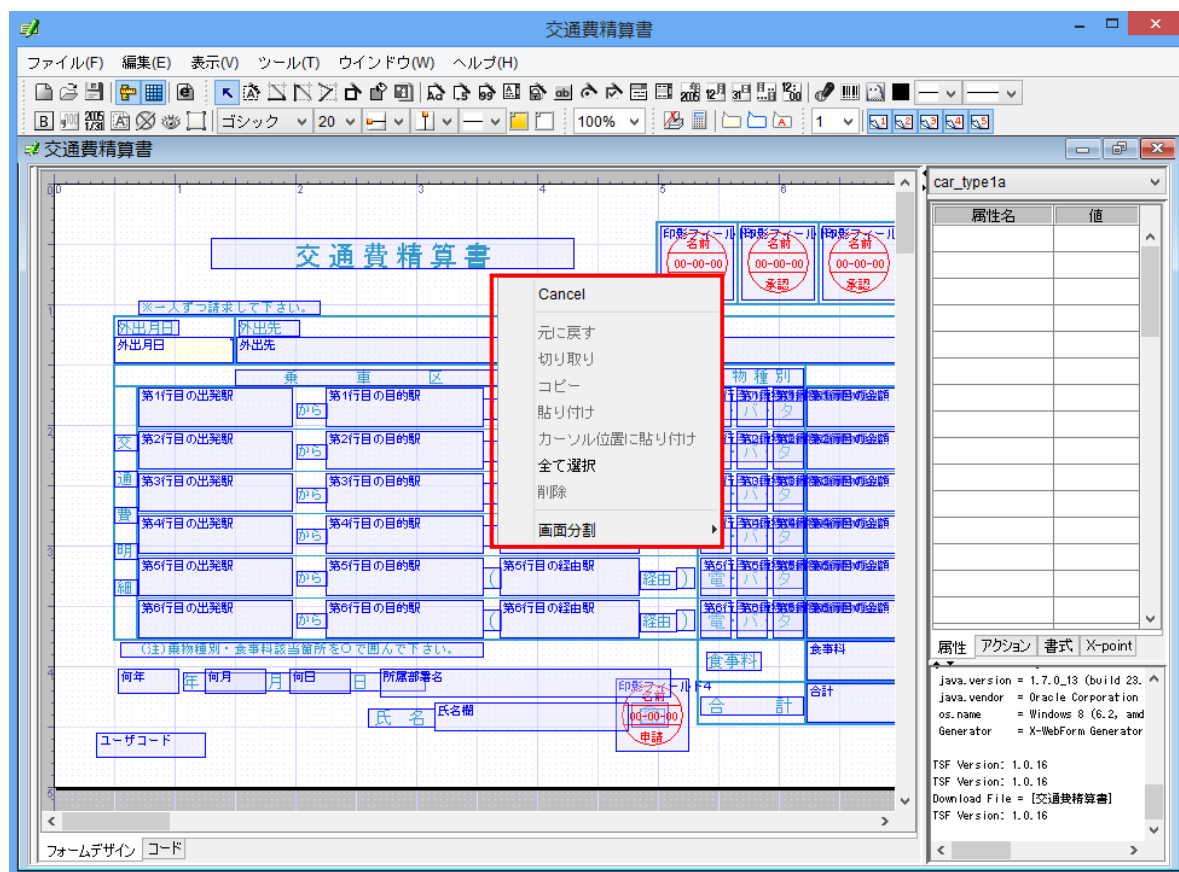 交通費精算書
ファイル(F) 編集(E) 表示(V) ツール(T) ウインドウ(W) ヘルプ(H)
ゴシック 20 100% 1
交通費精算書
car_type1a
属性名 値
0 1 2 3 4 5 6
交通費精算書
名前 名前 名前
00-00-00 00-00-00 00-00-00
承認 承認
※一人ずつ請求して下さい。
外出月日 外出先
外出月日 外出先
乗 車 区 物 種 別
Cancel
元に戻す
切り取り
コピー
貼り付け
カーソル位置に貼り付け
全て選択
削除
画面分割
交通費明細
第1行目の出発駅 から 第1行目の目的駅
第2行目の出発駅 から 第2行目の目的駅
第3行目の出発駅 から 第3行目の目的駅
第4行目の出発駅 から 第4行目の目的駅
第5行目の出発駅 から 第5行目の目的駅 ( 第5行目の経由駅 経由 ) 電・バ・タ
第6行目の出発駅 から 第6行目の目的駅 ( 第6行目の経由駅 経由 ) 電・バ・タ
(注)乗物種別・食事料該当箇所を○で囲んで下さい。
食事料 食事料
何年 年 何月 月 何日 日 所属部署名
印影フィールド4
名前
00-00-00
申請
合 計 合計
氏 名 氏名欄
ユーザコード
フォームデザイン コード
属性 アクション 書式 X-point
java.version = 1.7.0_13 (build 23.
java.vendor = Oracle Corporation
os.name = Windows 8 (6.2, amd
Generator = X-WebForm Generator
TSF Version: 1.0.16
TSF Version: 1.0.16
Download File = [交通費精算書]
TSF Version: 1.0.16